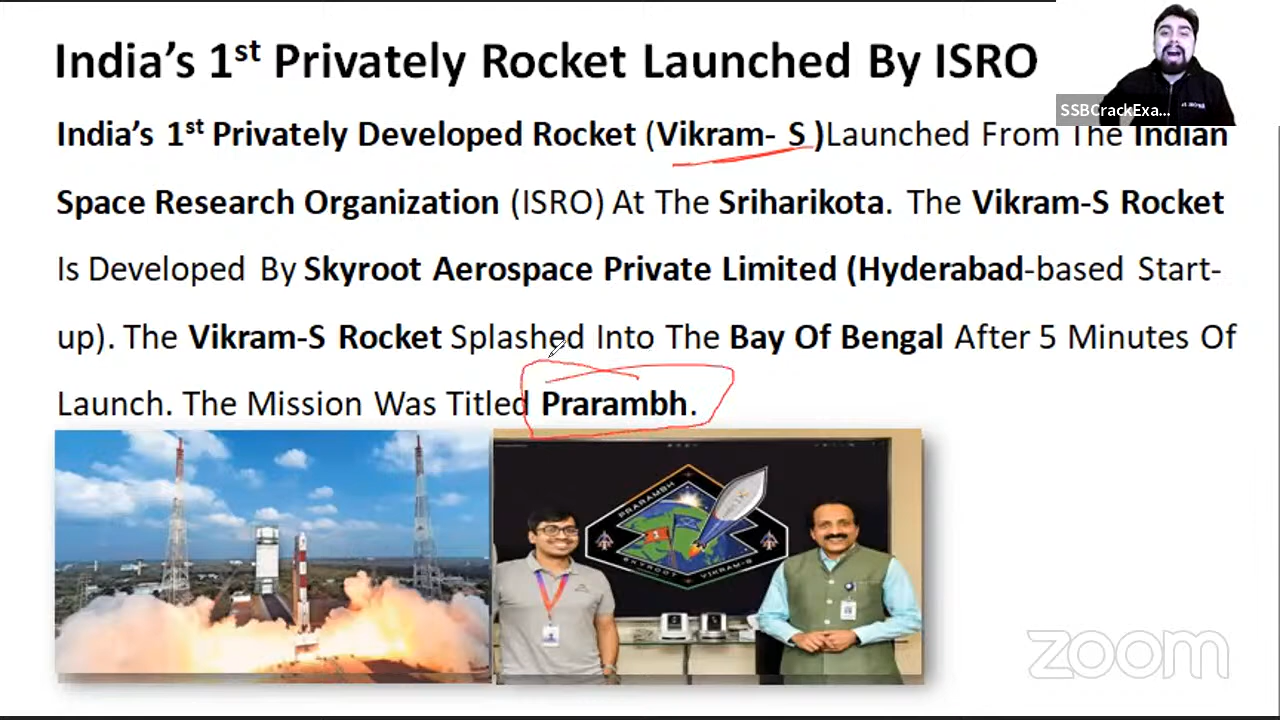 India's 1st Privately Rocket Launched By ISRO
SSBCrackExa...
India's 1st Privately Developed Rocket (Vikram- S )Launched From The Indian
Space Research Organization (ISRO) At The Sriharikota. The Vikram-S Rocket
Is Developed By Skyroot Aerospace Private Limited (Hyderabad-based Start-
up). The Vikram-S Rocket Splashed Into The Bay Of Bengal After 5 Minutes Of
Launch. The Mission Was Titled Prarambh.
PRARAMBH
SKYROOT VIKRAM-S
zoom